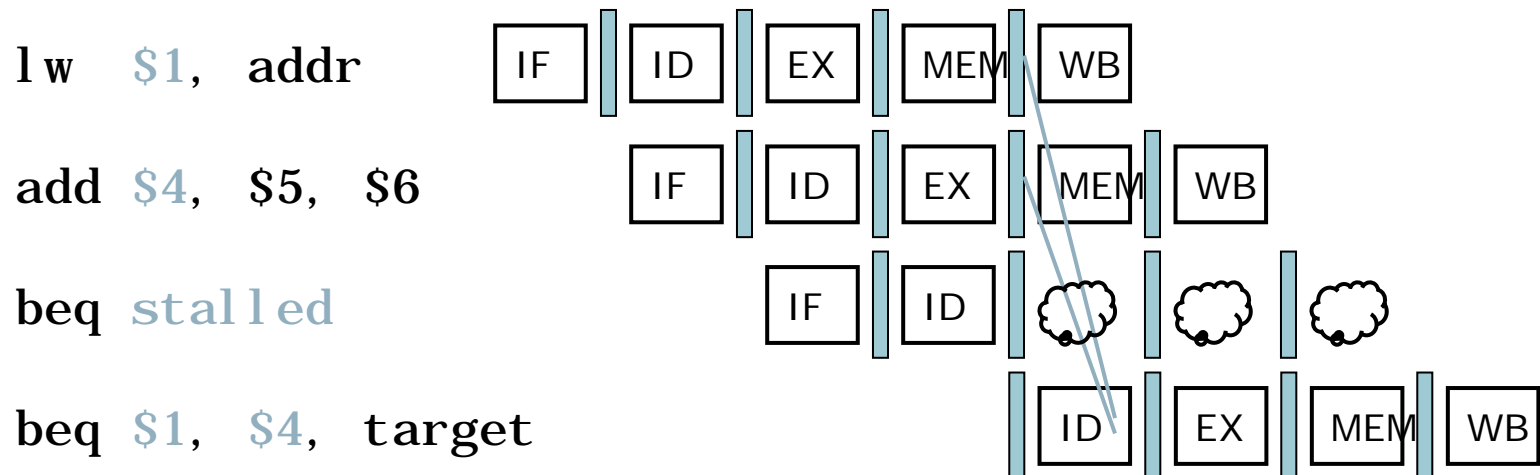 lw $1, addr IF ID EX MEM WB
add $4, $5, $6 IF ID EX MEM WB
beq stalled IF ID
beq $1, $4, target ID EX MEM WB